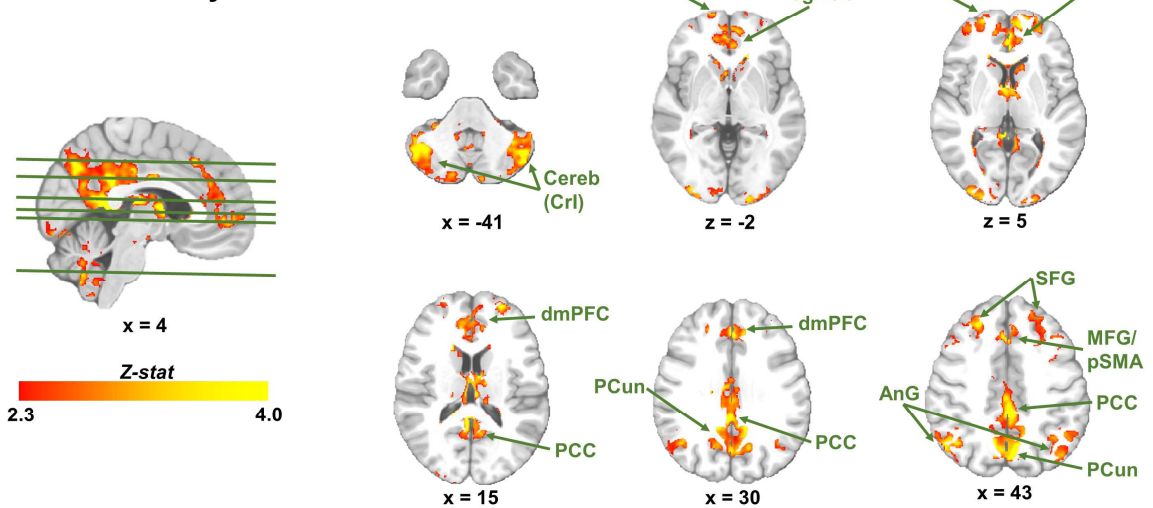 Cereb
(CrI)
x = -41
z = -2
z = 5
x = 4
Z-stat
2.3
4.0
dmPFC
PCC
x = 15
dmPFC
PCun
PCC
x = 30
SFG
MFG/
pSMA
AnG
PCC
PCun
x = 43